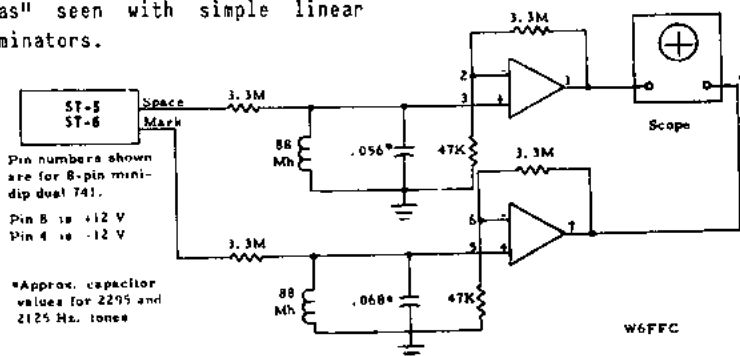 as" seen with simple linear
minators.
3.3M
ST-5
ST-6
Space
Mark
3.3M
2
-
3
+
1
Scope
88
Mh
.056*
47K
3.3M
Pin numbers shown
are for 8-pin mini-
dip dual 741.
Pin 8 is +12 V
Pin 4 is -12 V
3.3M
6
-
5
+
7
88
Mh
.068*
47K
*Approx. capacitor
values for 2295 and
2125 Hz. tones
W6FFC